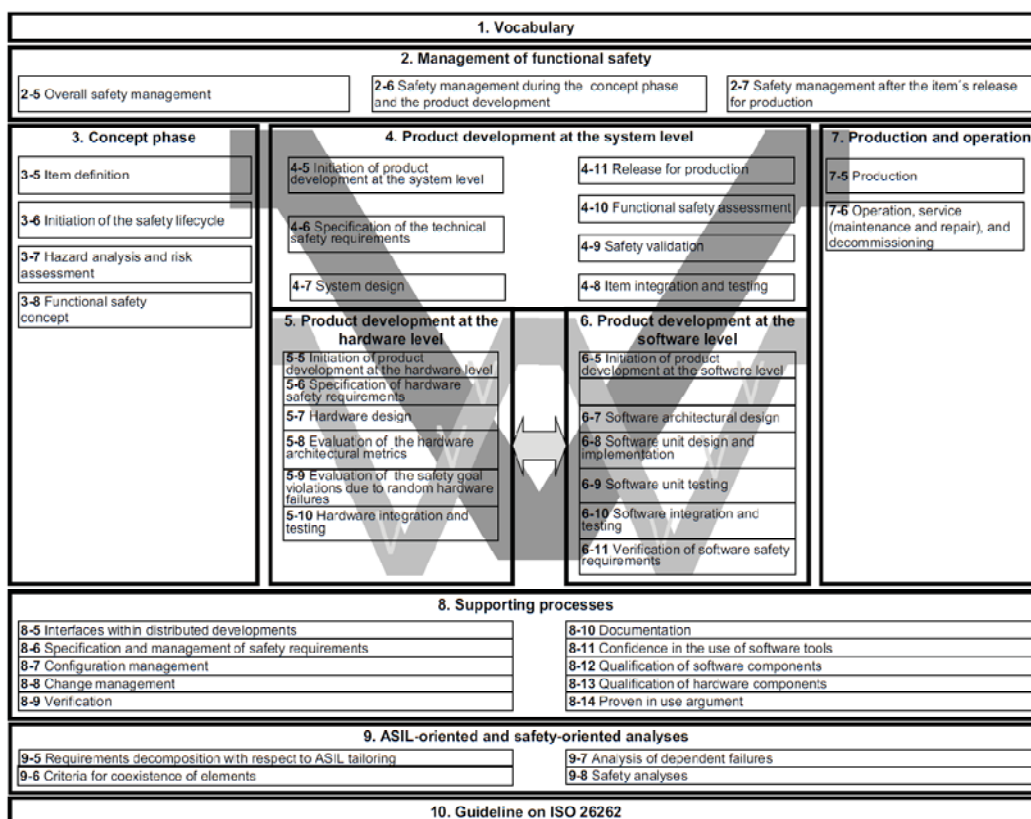 1. Vocabulary
2. Management of functional safety
2-5 Overall safety management
2-6 Safety management during the concept phase
and the product development
2-7 Safety management after the item´s release
for production
3. Concept phase
3-5 Item definition
3-6 Initiation of the safety lifecycle
3-7 Hazard analysis and risk
assessment
3-8 Functional safety
concept
4. Product development at the system level
4-5 Initiation of product
development at the system level
4-6 Specification of the technical
safety requirements
4-7 System design
4-11 Release for production
4-10 Functional safety assessment
4-9 Safety validation
4-8 Item integration and testing
7. Production and operation
7-5 Production
7-6 Operation, service
(maintenance and repair), and
decommissioning
5. Product development at the
hardware level
5-5 Initiation of product
development at the hardware level
5-6 Specification of hardware
safety requirements
5-7 Hardware design
5-8 Evaluation of the hardware
architectural metrics
5-9 Evaluation of the safety goal
violations due to random hardware
failures
5-10 Hardware integration and
testing
6. Product development at the
software level
6-5 Initiation of product
development at the software level
6-7 Software architectural design
6-8 Software unit design and
implementation
6-9 Software unit testing
6-10 Software integration and
testing
6-11 Verification of software safety
requirements
8. Supporting processes
8-5 Interfaces within distributed developments
8-6 Specification and management of safety requirements
8-7 Configuration management
8-8 Change management
8-9 Verification
8-10 Documentation
8-11 Confidence in the use of software tools
8-12 Qualification of software components
8-13 Qualification of hardware components
8-14 Proven in use argument
9. ASIL-oriented and safety-oriented analyses
9-5 Requirements decomposition with respect to ASIL tailoring
9-6 Criteria for coexistence of elements
9-7 Analysis of dependent failures
9-8 Safety analyses
10. Guideline on ISO 26262